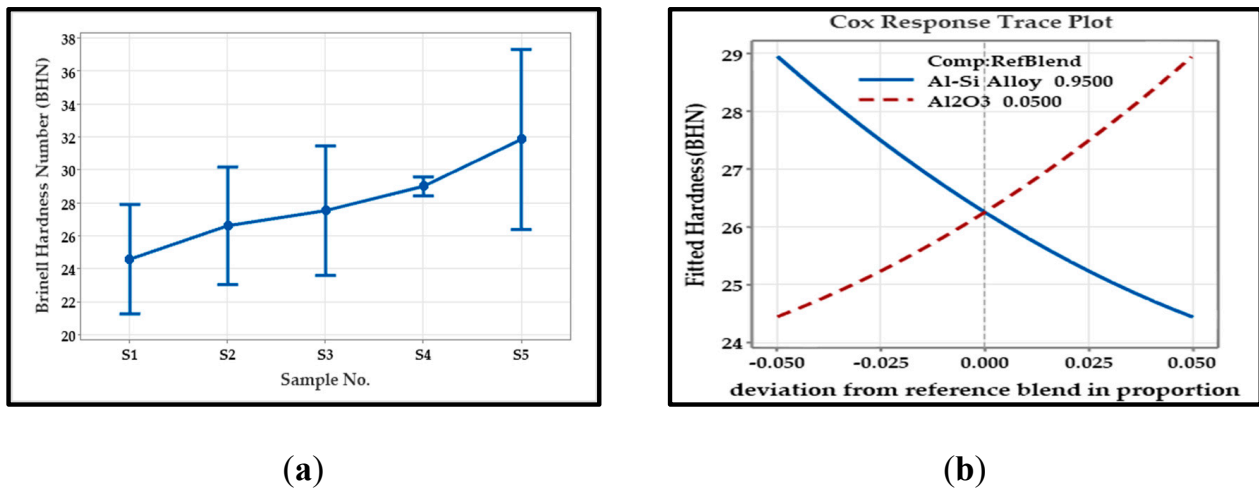 38
36
34
32
30
28
26
24
22
20
Brinell Hardness Number (BHN)
S1 S2 S3 S4 S5
Sample No.
(a)
Cox Response Trace Plot
Comp:RefBlend
Al-Si Alloy 0.9500
Al2O3 0.0500
29
28
27
26
25
24
Fitted Hardness(BHN)
-0.050 -0.025 0.000 0.025 0.050
deviation from reference blend in proportion
(b)